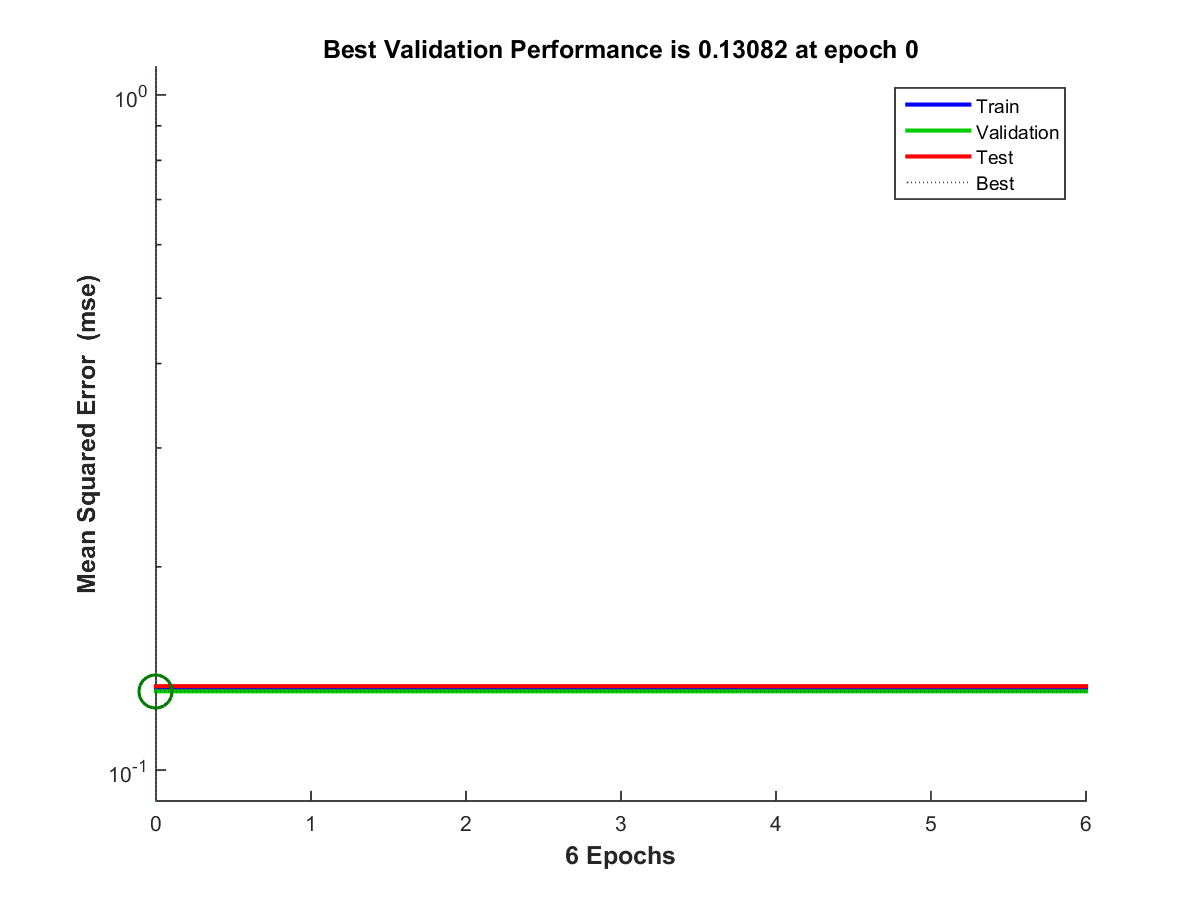 Best Validation Performance is 0.13082 at epoch 0
10^0
Train
Validation
Test
Best
Mean Squared Error (mse)
10^-1
0 1 2 3 4 5 6
6 Epochs